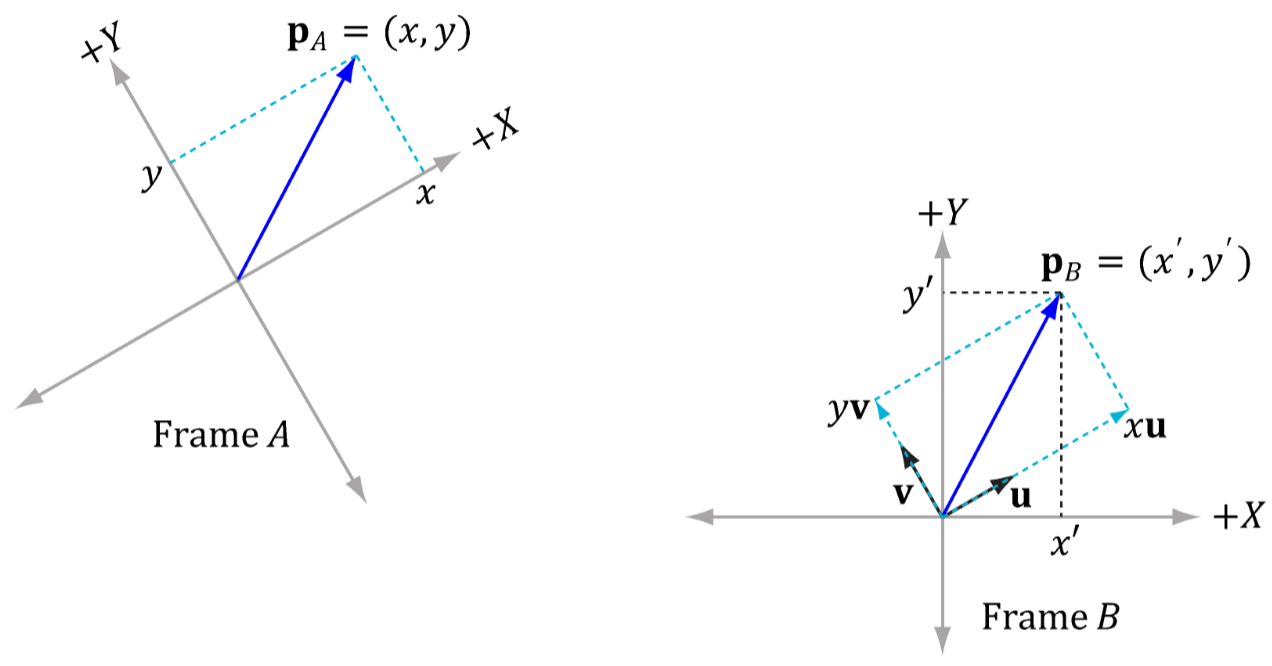 +Y
𝐩_A = (x, y)
+X
y
x
Frame A
+Y
𝐩_B = (x′, y′)
y′
y𝐯
x𝐮
𝐯
𝐮
+X
x′
Frame B